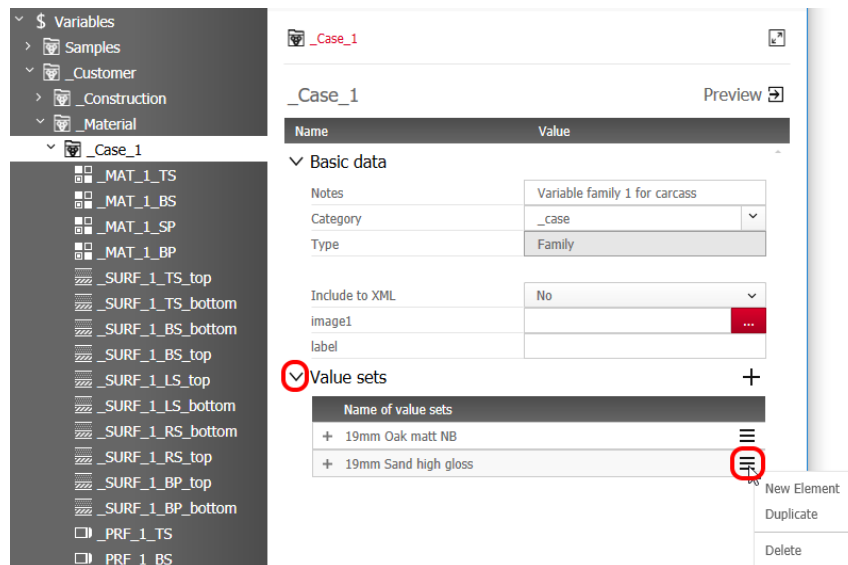 $ Variables
Samples
_Customer
_Construction
_Material
_Case_1
_MAT_1_TS
_MAT_1_BS
_MAT_1_SP
_MAT_1_BP
_SURF_1_TS_top
_SURF_1_TS_bottom
_SURF_1_BS_bottom
_SURF_1_BS_top
_SURF_1_LS_top
_SURF_1_LS_bottom
_SURF_1_RS_bottom
_SURF_1_RS_top
_SURF_1_BP_top
_SURF_1_BP_bottom
_PRF_1_TS
_PRF_1_BS
_Case_1
_Case_1 Preview
Name Value
Basic data
Notes Variable family 1 for carcass
Category _case
Type Family
Include to XML No
image1 ...
label
Value sets +
Name of value sets
+ 19mm Oak matt NB
+ 19mm Sand high gloss
New Element
Duplicate
Delete